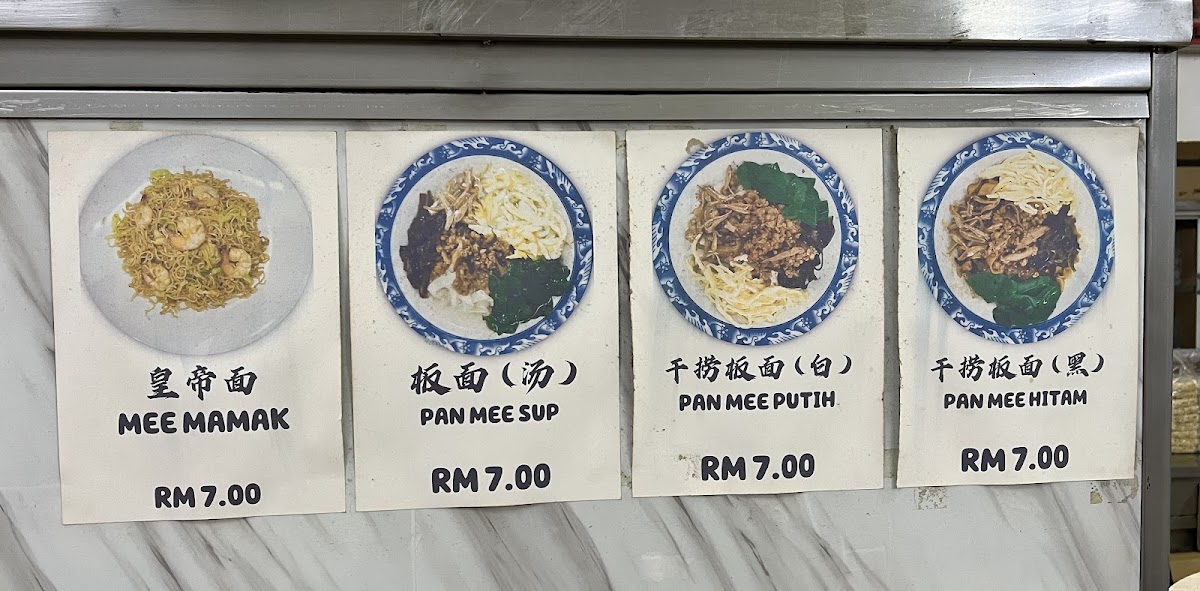 皇帝面
MEE MAMAK
RM 7.00
板面(汤)
PAN MEE SUP
RM 7.00
干捞板面(白)
PAN MEE PUTIH
RM 7.00
干捞板面(黑)
PAN MEE HITAM
RM 7.00